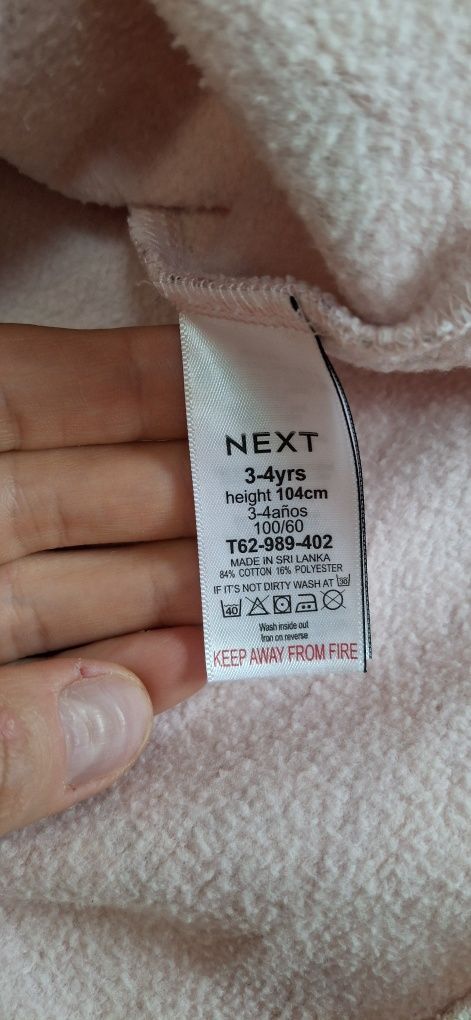 NEXT
3-4yrs
height 104cm
3-4años
100/60
T62-989-402
MADE IN SRI LANKA
84% COTTON 16% POLYESTER
IF IT'S NOT DIRTY WASH AT 30
40
Wash inside out
Iron on reverse
KEEP AWAY FROM FIRE